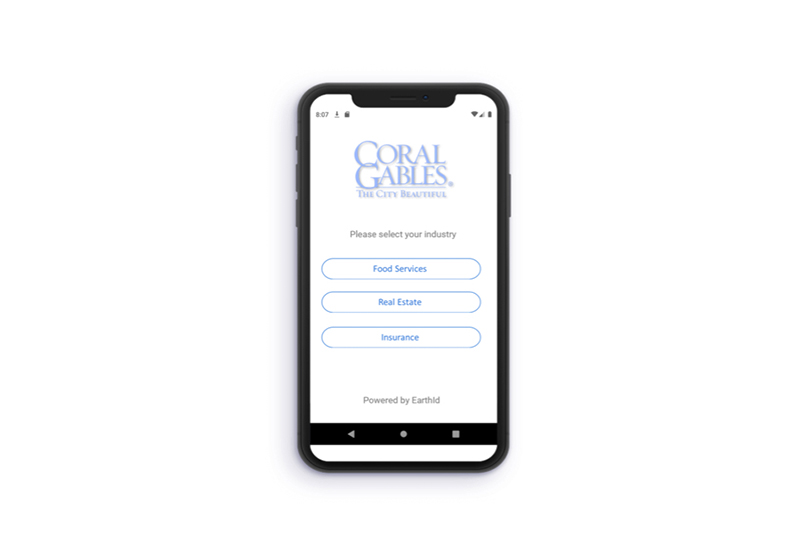 8:07
CORAL
GABLES®
THE CITY BEAUTIFUL
Please select your industry
Food Services
Real Estate
Insurance
Powered by EarthId